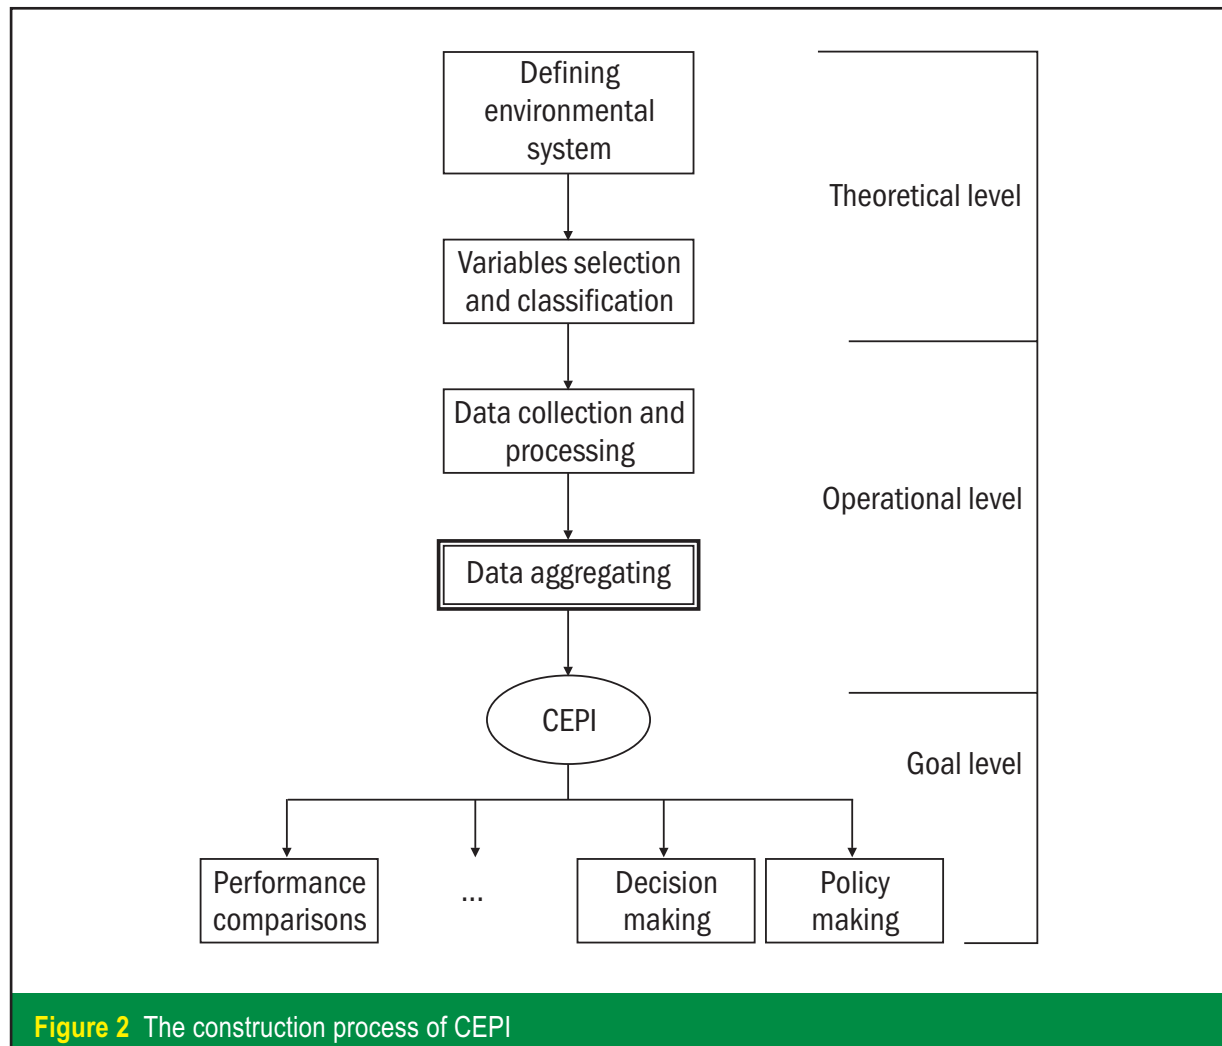 Defining
environmental
system
Theoretical level
Variables selection
and classification
Data collection and
processing
Operational level
Data aggregating
CEPI
Goal level
Performance
comparisons
...
Decision
making
Policy
making
Figure 2 The construction process of CEPI